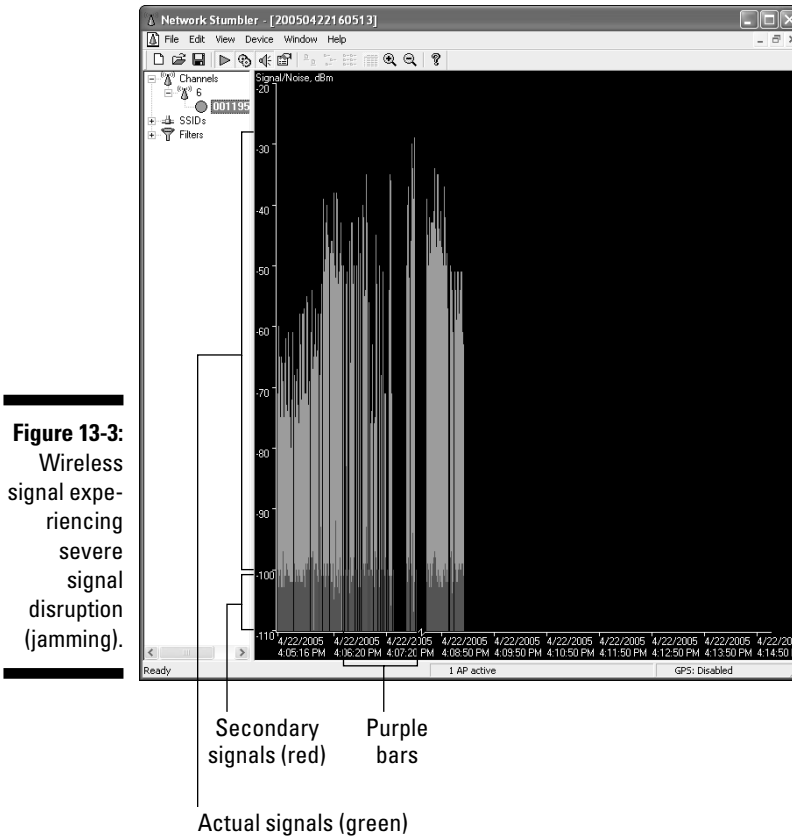 Network Stumbler - [20050422160513]
File Edit View Device Window Help
Channels
6
001195
SSIDs
Filters
Signal/Noise, dBm
-20
-30
-40
-50
-60
-70
-80
-90
-100
-110
4/22/2005 4/22/2005 4/22/2005 4/22/2005 4/22/2005 4/22/2005 4/22/2005 4/22/2005 4/22/2005
4:05:16 PM 4:06:20 PM 4:07:20 PM 4:08:50 PM 4:09:50 PM 4:10:50 PM 4:11:50 PM 4:12:50 PM 4:13:50 PM 4:14:50
Ready
1 AP active
GPS: Disabled
Figure 13-3:
Wireless
signal expe-
riencing
severe
signal
disruption
(jamming).
Secondary
signals (red)
Purple
bars
Actual signals (green)